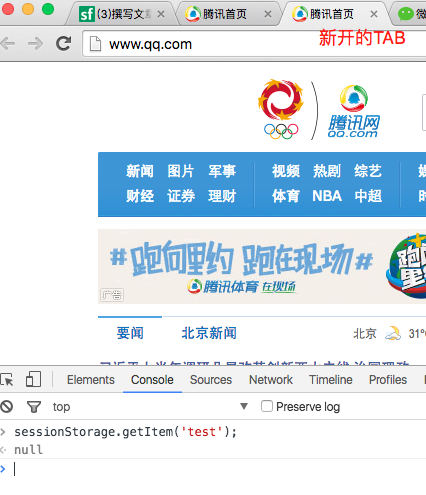 (3)撰写文章
腾讯首页
腾讯首页
新开的TAB
www.qq.com
腾讯网
QQ.COM
新闻 图片 军事 视频 热剧 综艺
财经 证券 理财 体育 NBA 中超
#跑向里约 跑在现场#
腾讯体育 在现场
广告
要闻 北京新闻 北京 31°
Elements Console Sources Network Timeline Profiles
top Preserve log
sessionStorage.getItem('test');
null